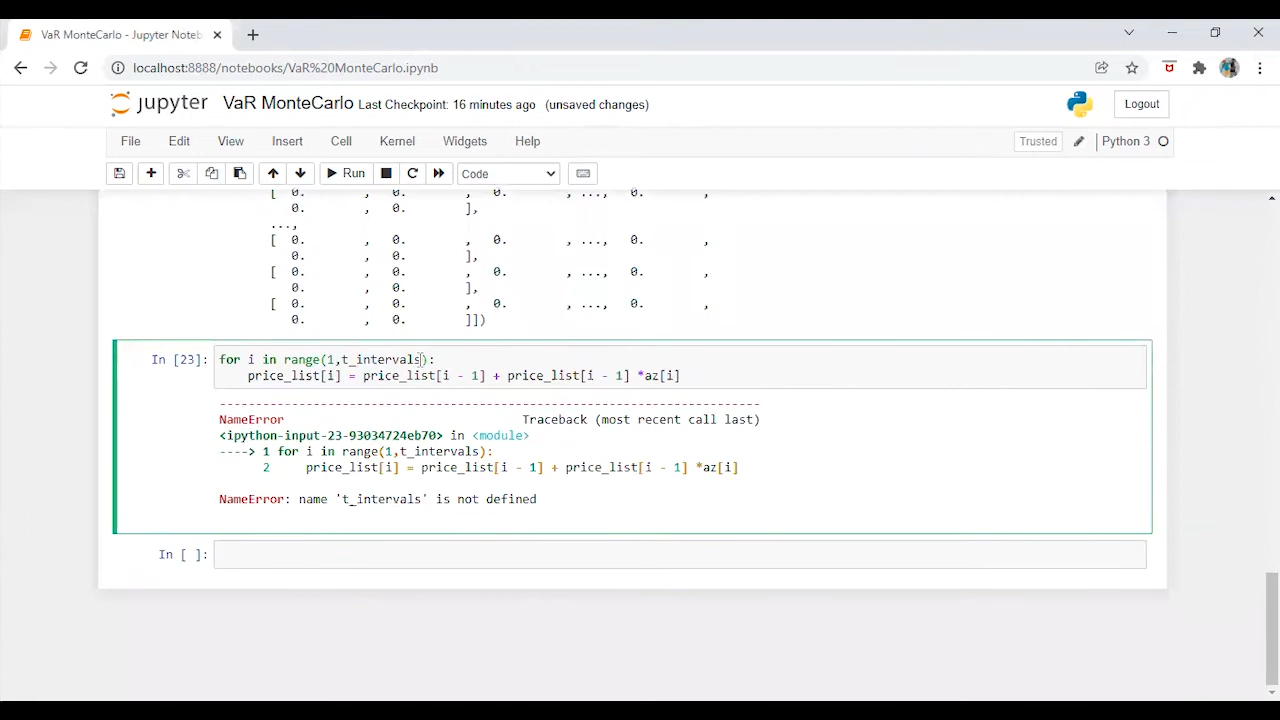 VaR MonteCarlo - Jupyter Noteb
localhost:8888/notebooks/VaR%20MonteCarlo.ipynb
jupyter VaR MonteCarlo Last Checkpoint: 16 minutes ago (unsaved changes) Logout
File Edit View Insert Cell Kernel Widgets Help Trusted Python 3
Run Code
[ 0. , 0. , 0. , ..., 0. ,
0. , 0. ],
...,
[ 0. , 0. , 0. , ..., 0. ,
0. , 0. ],
[ 0. , 0. , 0. , ..., 0. ,
0. , 0. ],
[ 0. , 0. , 0. , ..., 0. ,
0. , 0. ]])
In [23]: for i in range(1,t_intervals):
price_list[i] = price_list[i - 1] + price_list[i - 1] *az[i]
---------------------------------------------------------------------------
NameError Traceback (most recent call last)
<ipython-input-23-93034724eb70> in <module>
----> 1 for i in range(1,t_intervals):
2 price_list[i] = price_list[i - 1] + price_list[i - 1] *az[i]
NameError: name 't_intervals' is not defined
In [ ]: